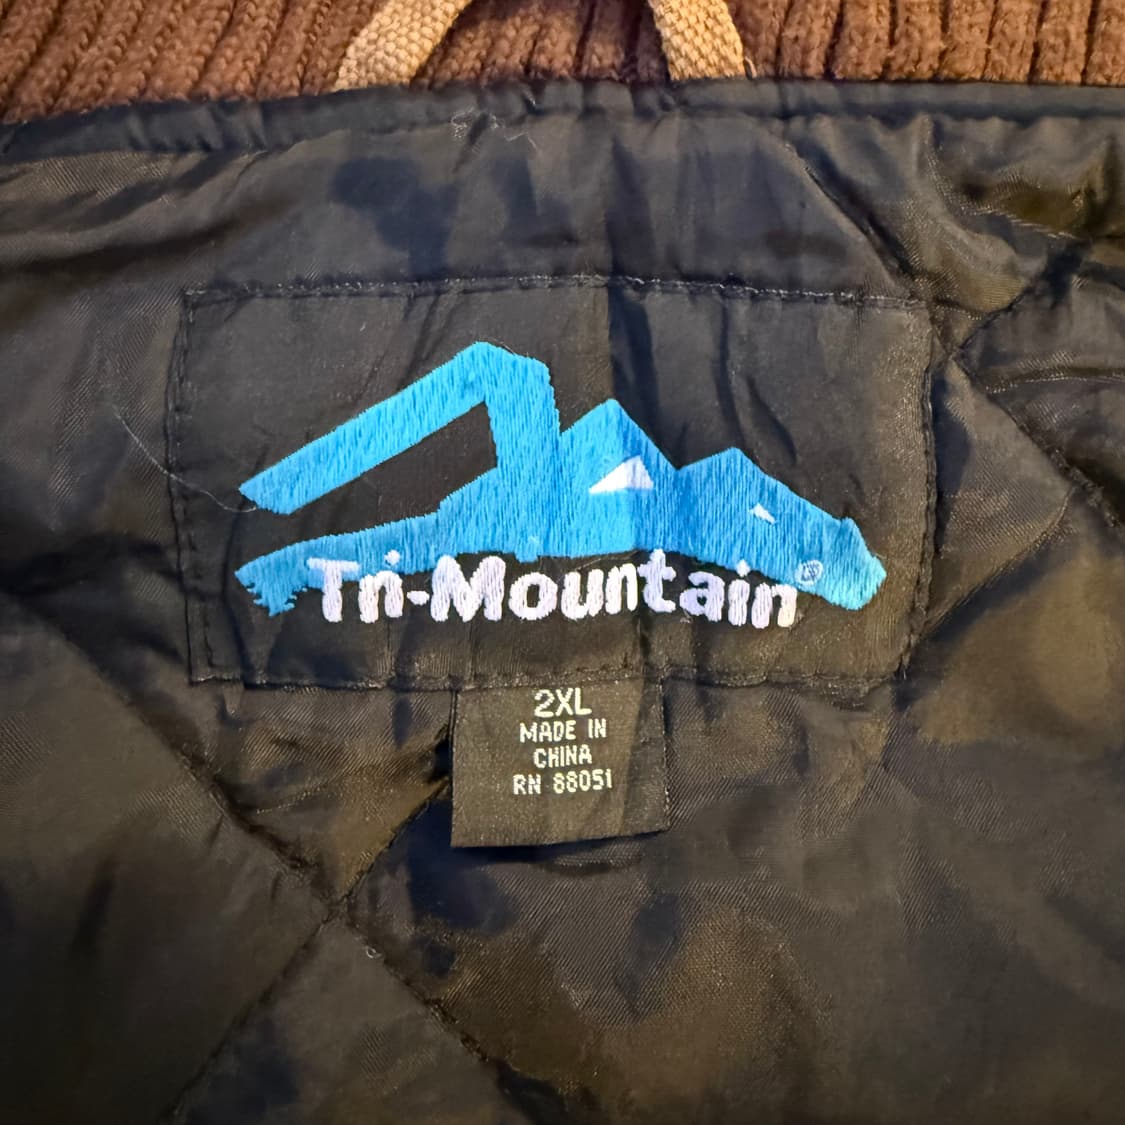 Tri-Mountain®
2XL
MADE IN
CHINA
RN 88051